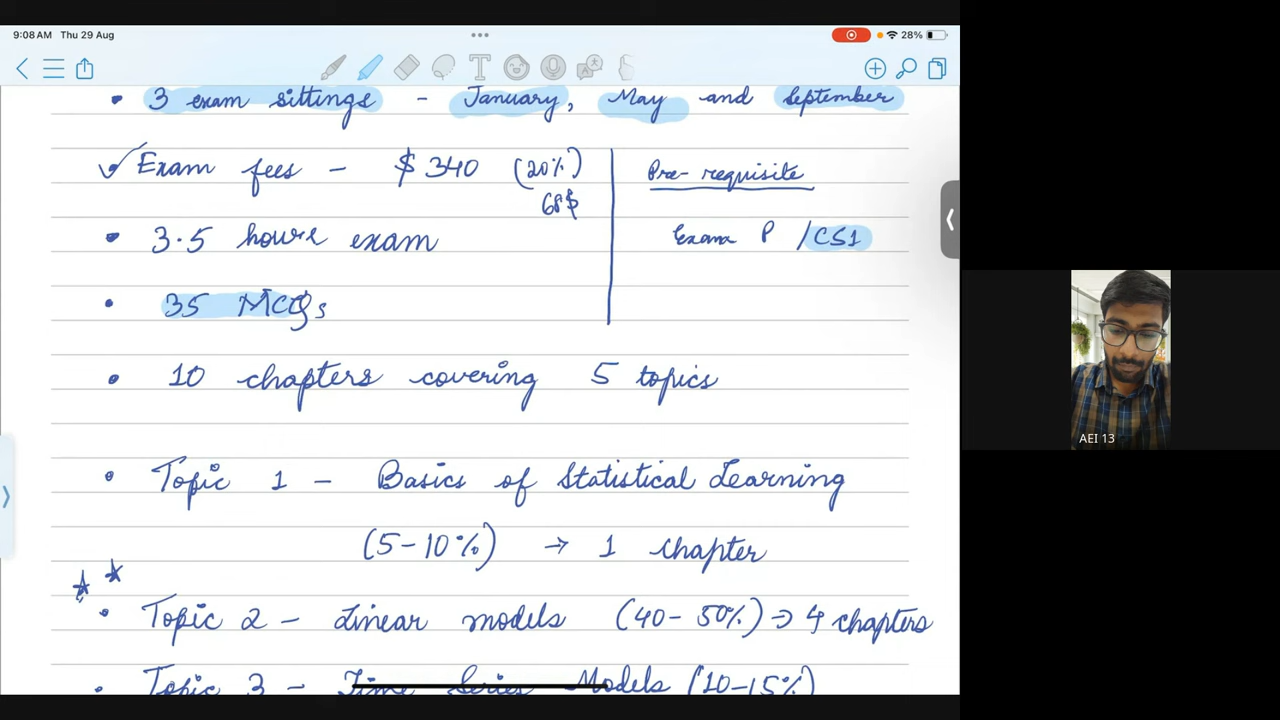 9:08 AM Thu 29 Aug
28%
• 3 exam sittings - January, May and September
Exam fees - $ 340 (20%)
68$
Pre-requisite
• 3.5 hours exam
Exam P / CS1
• 35 MCQs
• 10 chapters covering 5 topics
• Topic 1 - Basics of Statistical Learning
(5-10%) → 1 chapter
• Topic 2 - Linear models (40-50%) → 4 chapters
• Topic 3 - Time Series Models (10-15%)
AEI 13